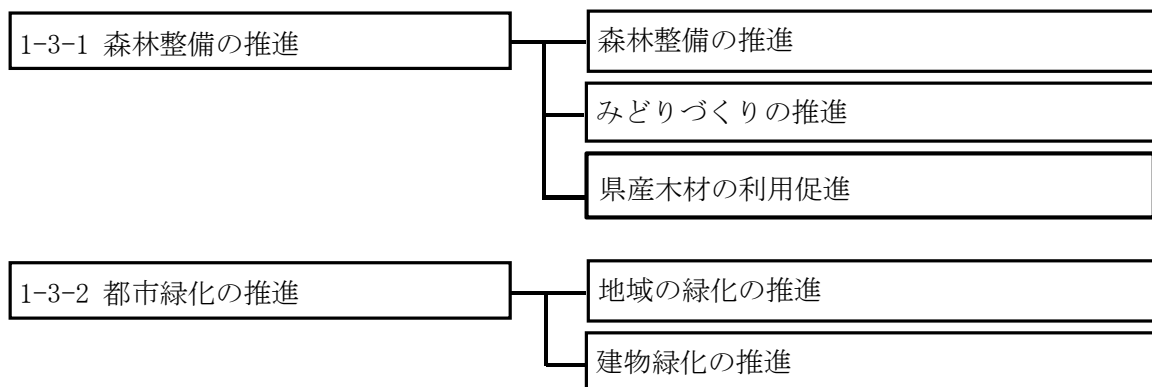 1-3-1 森林整備の推進
森林整備の推進
みどりづくりの推進
県産木材の利用促進
1-3-2 都市緑化の推進
地域の緑化の推進
建物緑化の推進